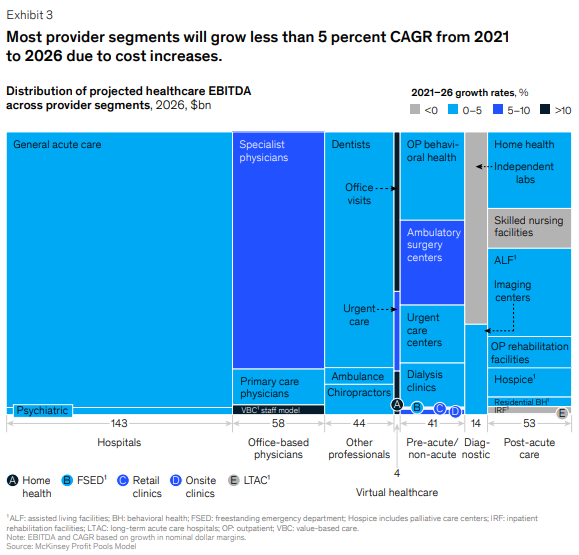 Exhibit 3
Most provider segments will grow less than 5 percent CAGR from 2021
to 2026 due to cost increases.
Distribution of projected healthcare EBITDA
across provider segments, 2026, $bn
2021–26 growth rates, %
<0
0–5
5–10
>10
General acute care
Psychiatric
Specialist
physicians
Primary care
physicians
VBC¹ staff model
Dentists
Office
visits
Urgent
care
Ambulance
Chiropractors
A
OP behavi-
oral health
Ambulatory
surgery
centers
Urgent
care
centers
Dialysis
clinics
B
C
D
Home health
Independent
labs
Skilled nursing
facilities
ALF¹
Imaging
centers
OP rehabilitation
facilities
Hospice¹
Residential BH¹
IRF¹
E
143
58
44
41
14
53
Hospitals
Office-based
physicians
Other
professionals
Pre-acute/
non-acute
Diag-
nostic
Post-acute
care
4
Virtual healthcare
A Home
health
B FSED¹
C Retail
clinics
D Onsite
clinics
E LTAC¹
¹ALF: assisted living facilities; BH: behavioral health; FSED: freestanding emergency department; Hospice includes palliative care centers; IRF: inpatient
rehabilitation facilities; LTAC: long-term acute care hospitals; OP: outpatient; VBC: value-based care.
Note: EBITDA and CAGR based on growth in nominal dollar margins.
Source: McKinsey Profit Pools Model